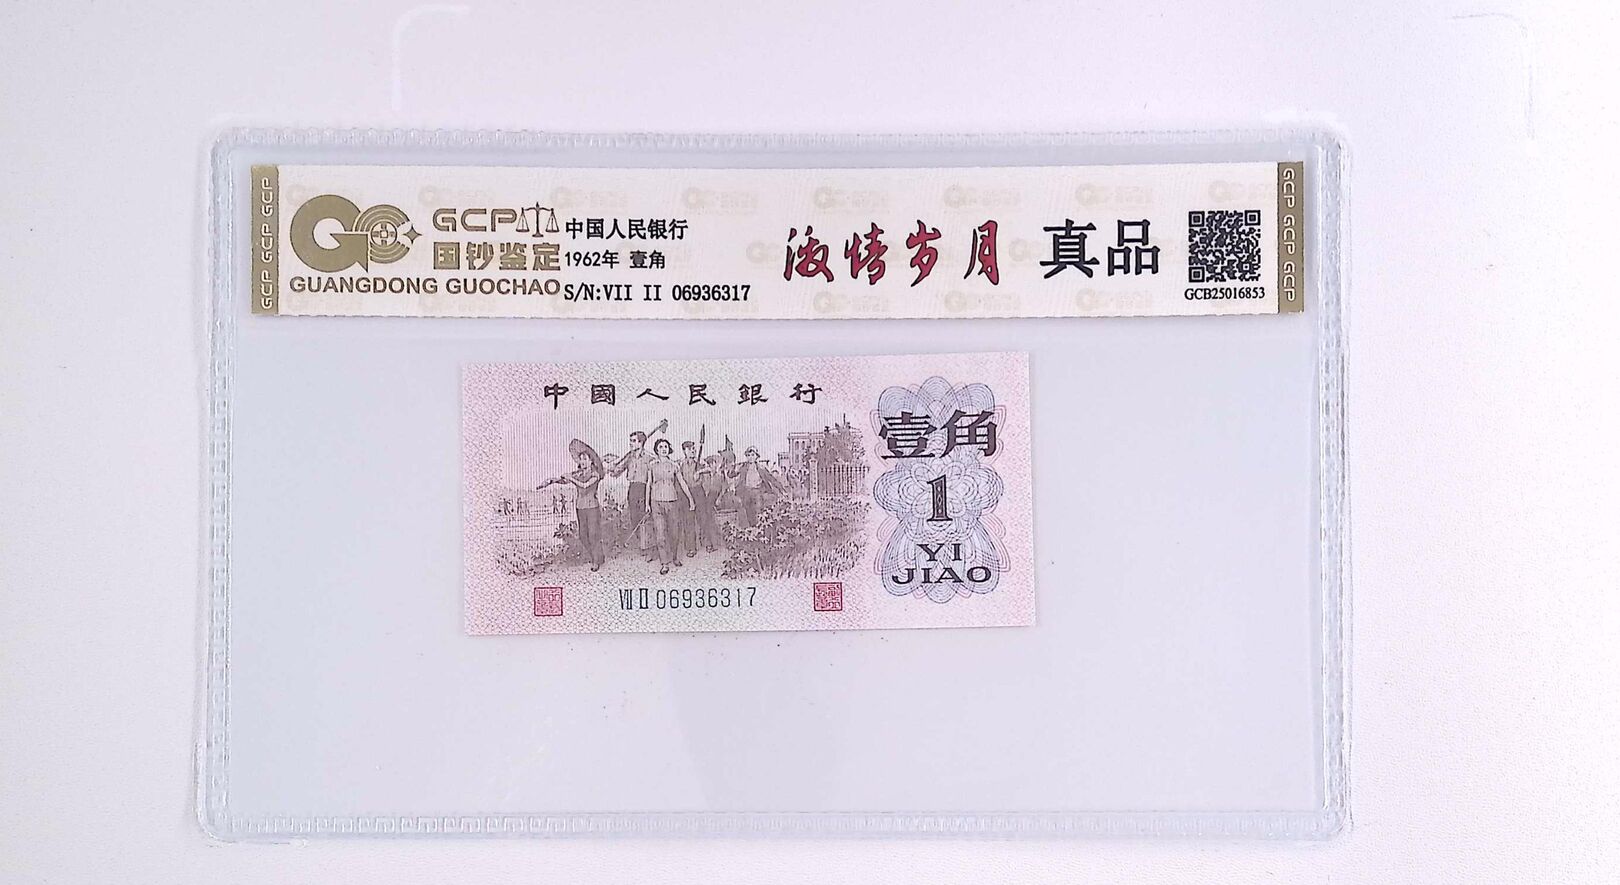 GCP GCP GCP
GCP
国钞鉴定
GUANGDONG GUOCHAO
中国人民银行
1962年 壹角
S/N:VII II 06936317
激情岁月
真品
GCB25016853
GCP GCP GCP
中國人民銀行
壹角
1
YI
JIAO
Ⅶ Ⅱ 06936317